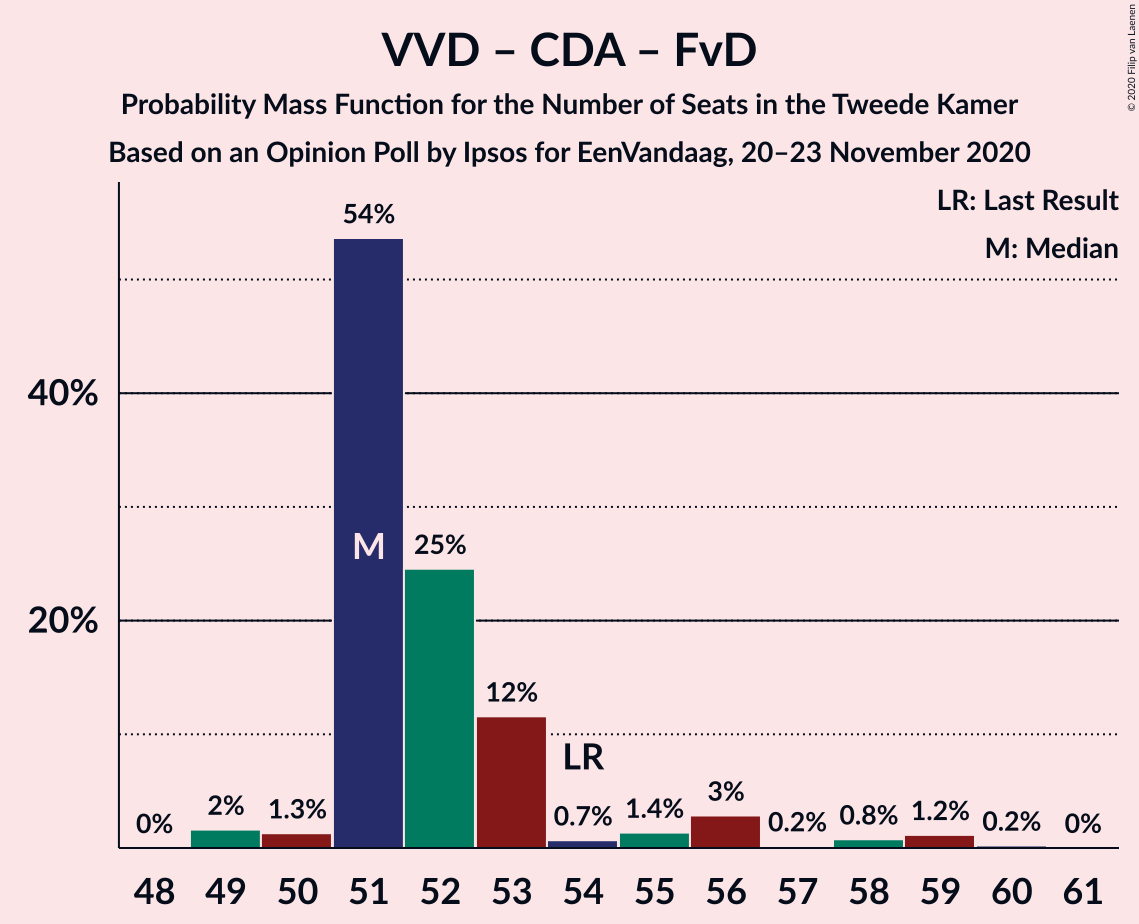 VVD – CDA – FvD
Probability Mass Function for the Number of Seats in the Tweede Kamer
Based on an Opinion Poll by Ipsos for EenVandaag, 20–23 November 2020
© 2020 Filip van Laenen
LR: Last Result
M: Median
54%
40%
M
25%
20%
12%
LR
0%
2%
1.3%
0.7%
1.4%
3%
0.2%
0.8%
1.2%
0.2%
0%
48 49 50 51 52 53 54 55 56 57 58 59 60 61